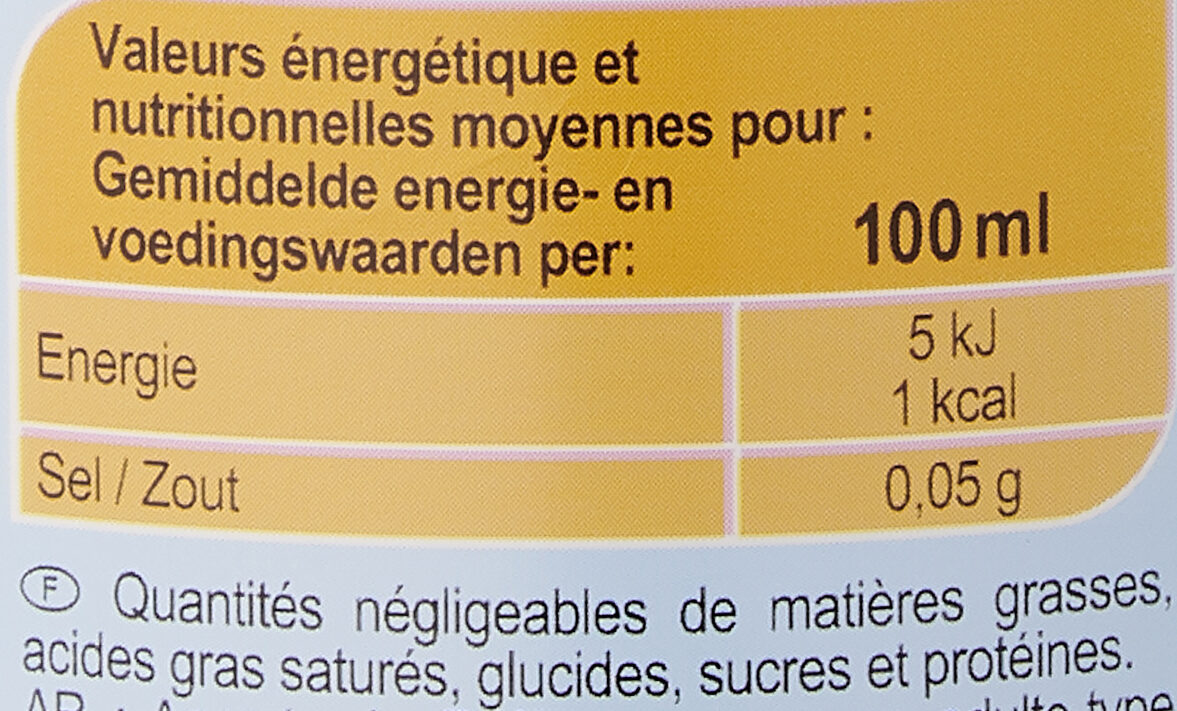 Valeurs énergétique et
nutritionnelles moyennes pour :
Gemiddelde energie- en
voedingswaarden per:
100 ml
Energie
5 kJ
1 kcal
Sel / Zout
0,05 g
F Quantités négligeables de matières grasses,
acides gras saturés, glucides, sucres et protéines.
type